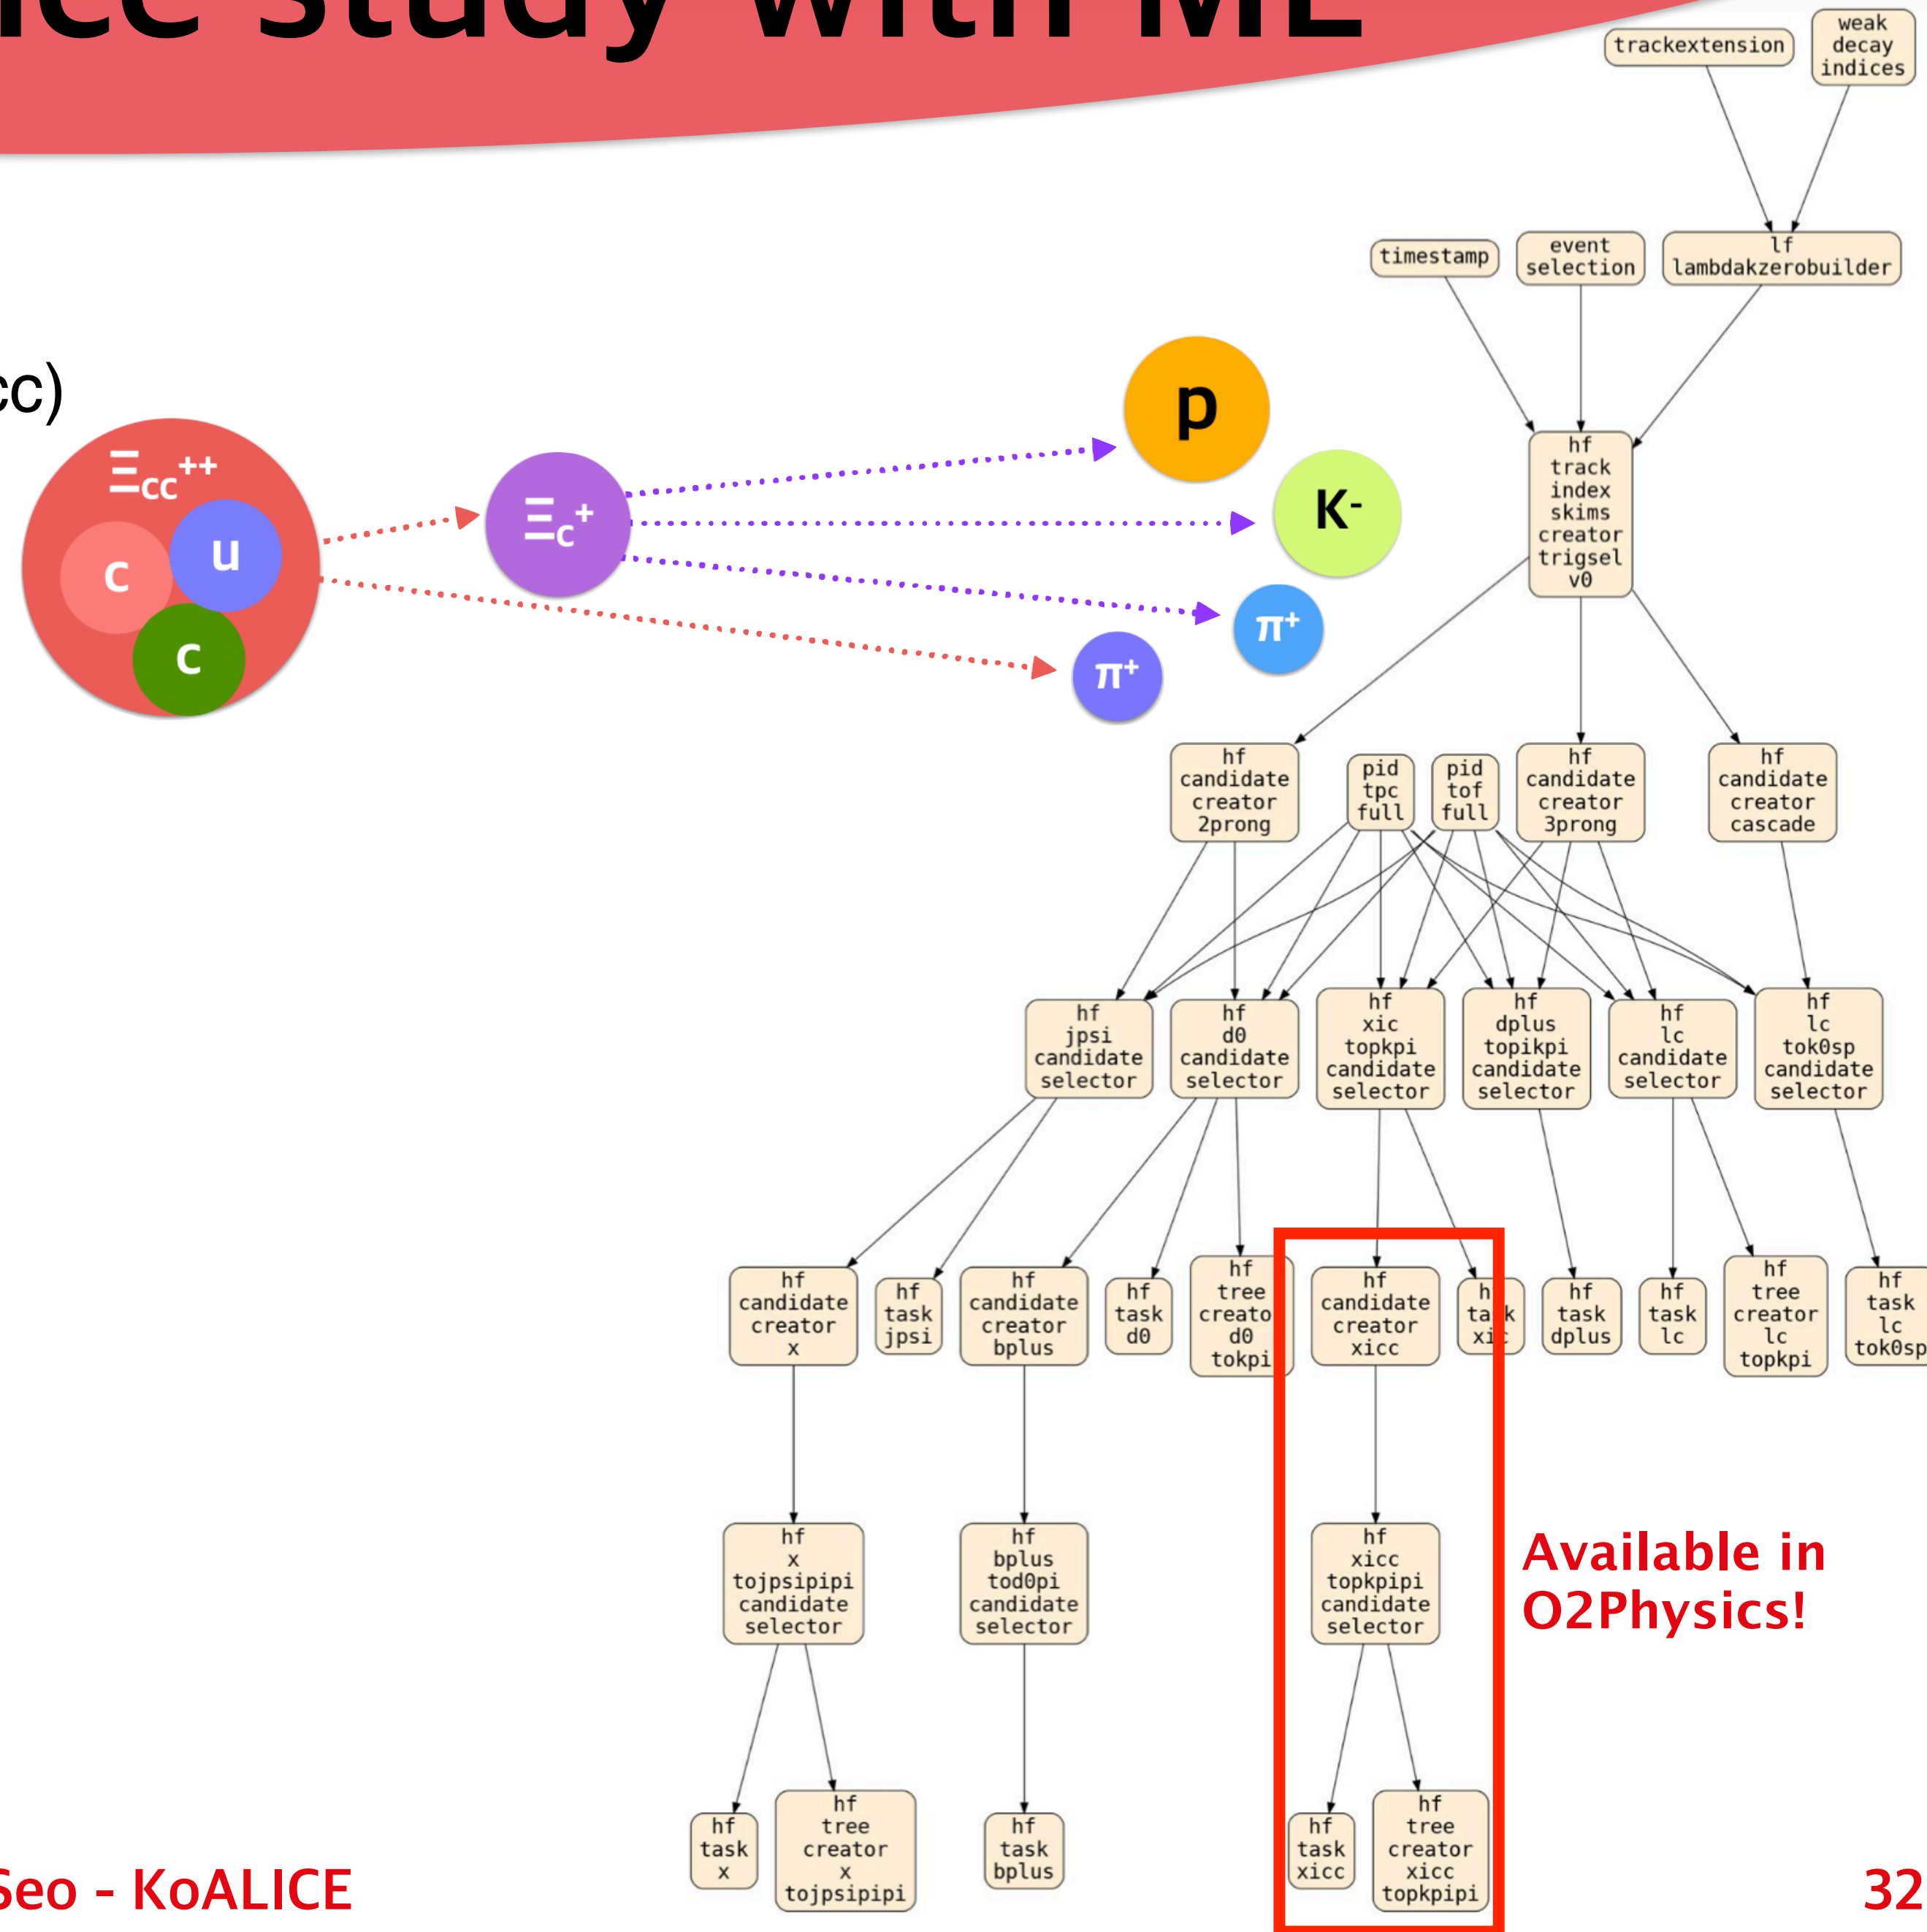 study with ML
trackextension
weak
decay
indices
timestamp
event
selection
lf
lambdakzerobuilder
cc)
Ξcc++
c
u
c
Ξc+
p
K-
π+
π+
hf
track
index
skims
creator
trigsel
v0
hf
candidate
creator
2prong
pid
tpc
full
pid
tof
full
hf
candidate
creator
3prong
hf
candidate
creator
cascade
hf
jpsi
candidate
selector
hf
d0
candidate
selector
hf
xic
topkpi
candidate
selector
hf
dplus
topikpi
candidate
selector
hf
lc
candidate
selector
hf
lc
tok0sp
candidate
selector
hf
candidate
creator
x
hf
task
jpsi
hf
candidate
creator
bplus
hf
task
d0
hf
tree
creato
d0
tokpi
hf
candidate
creator
xicc
hf
task
xic
hf
task
dplus
hf
task
lc
hf
tree
creator
lc
topkpi
hf
task
lc
tok0sp
hf
x
tojpsipipi
candidate
selector
hf
bplus
tod0pi
candidate
selector
hf
xicc
topkpipi
candidate
selector
Available in
O2Physics!
hf
task
x
hf
tree
creator
x
tojpsipipi
hf
task
bplus
hf
task
xicc
hf
tree
creator
xicc
topkpipi
Seo - KoALICE
32